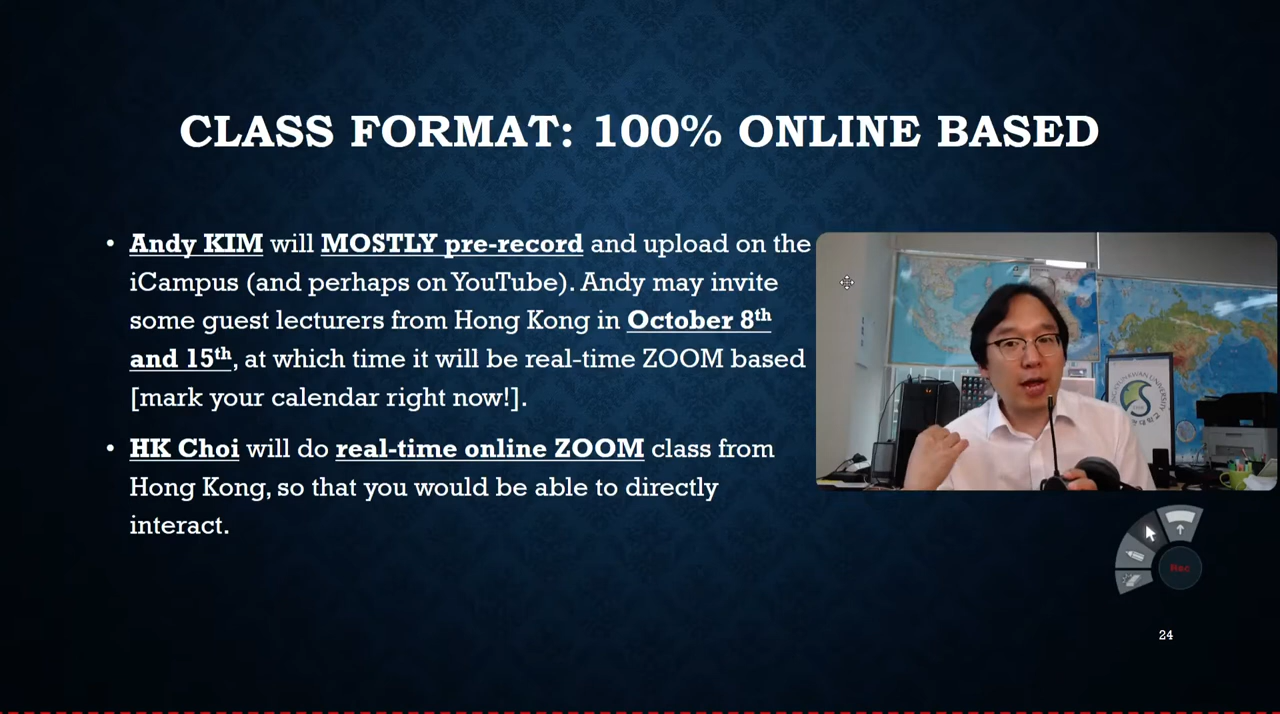 CLASS FORMAT: 100% ONLINE BASED
• Andy KIM will MOSTLY pre-record and upload on the
iCampus (and perhaps on YouTube). Andy may invite
some guest lecturers from Hong Kong in October 8th
and 15th, at which time it will be real-time ZOOM based
[mark your calendar right now!].
• HK Choi will do real-time online ZOOM class from
Hong Kong, so that you would be able to directly
interact.
Rec
24